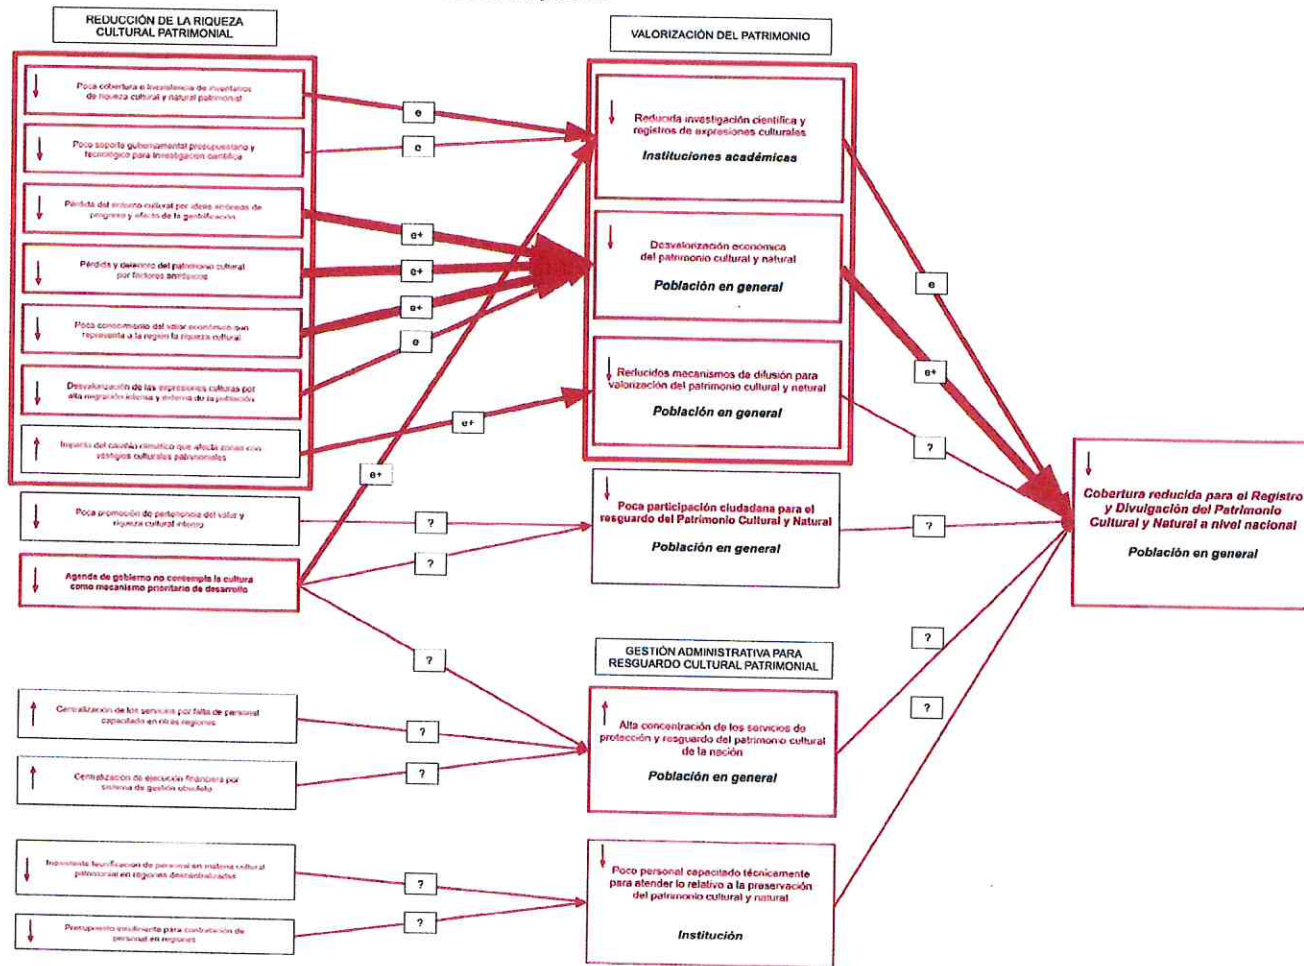 REDUCCIÓN DE LA RIQUEZA
CULTURAL PATRIMONIAL
Poca cobertura e inexistencia de inventarios
de riqueza cultural y natural patrimonial
Poco soporte gubernamental presupuestario y
tecnológico para investigación científica
Pérdida del entorno cultural por ideas erróneas de
progreso y efecto de la gentrificación
Pérdida y deterioro del patrimonio cultural
por factores antrópicos
Poco conocimiento del valor económico que
representa a la región la riqueza cultural
Desvalorización de las expresiones culturas por
alta migración interna y externa de la población
Impacto del cambio climático que afecta zonas con
vestigios culturales patrimoniales
Poca promoción de pertenencia del valor y
riqueza cultural interno
Agenda de gobierno no contempla la cultura
como mecanismo prioritario de desarrollo
Centralización de los servicios por falta de personal
capacitado en otras regiones
Centralización de ejecución financiera por
sistema de gestión obsoleto
Inexistente tecnificación de personal en materia cultural
patrimonial en regiones descentralizadas
Presupuesto insuficiente para contratación de
personal en regiones
e
e
e+
e+
e+
e
e+
e+
?
?
?
?
?
?
?
VALORIZACIÓN DEL PATRIMONIO
Reducida investigación científica y
registros de expresiones culturales
Instituciones académicas
Desvalorización económica
del patrimonio cultural y natural
Población en general
Reducidos mecanismos de difusión para
valorización del patrimonio cultural y natural
Población en general
Poca participación ciudadana para el
resguardo del Patrimonio Cultural y Natural
Población en general
GESTIÓN ADMINISTRATIVA PARA
RESGUARDO CULTURAL PATRIMONIAL
Alta concentración de los servicios de
protección y resguardo del patrimonio cultural
de la nación
Población en general
Poco personal capacitado técnicamente
para atender lo relativo a la preservación
del patrimonio cultural y natural
Institución
e
e+
?
?
?
?
Cobertura reducida para el Registro
y Divulgación del Patrimonio
Cultural y Natural a nivel nacional
Población en general